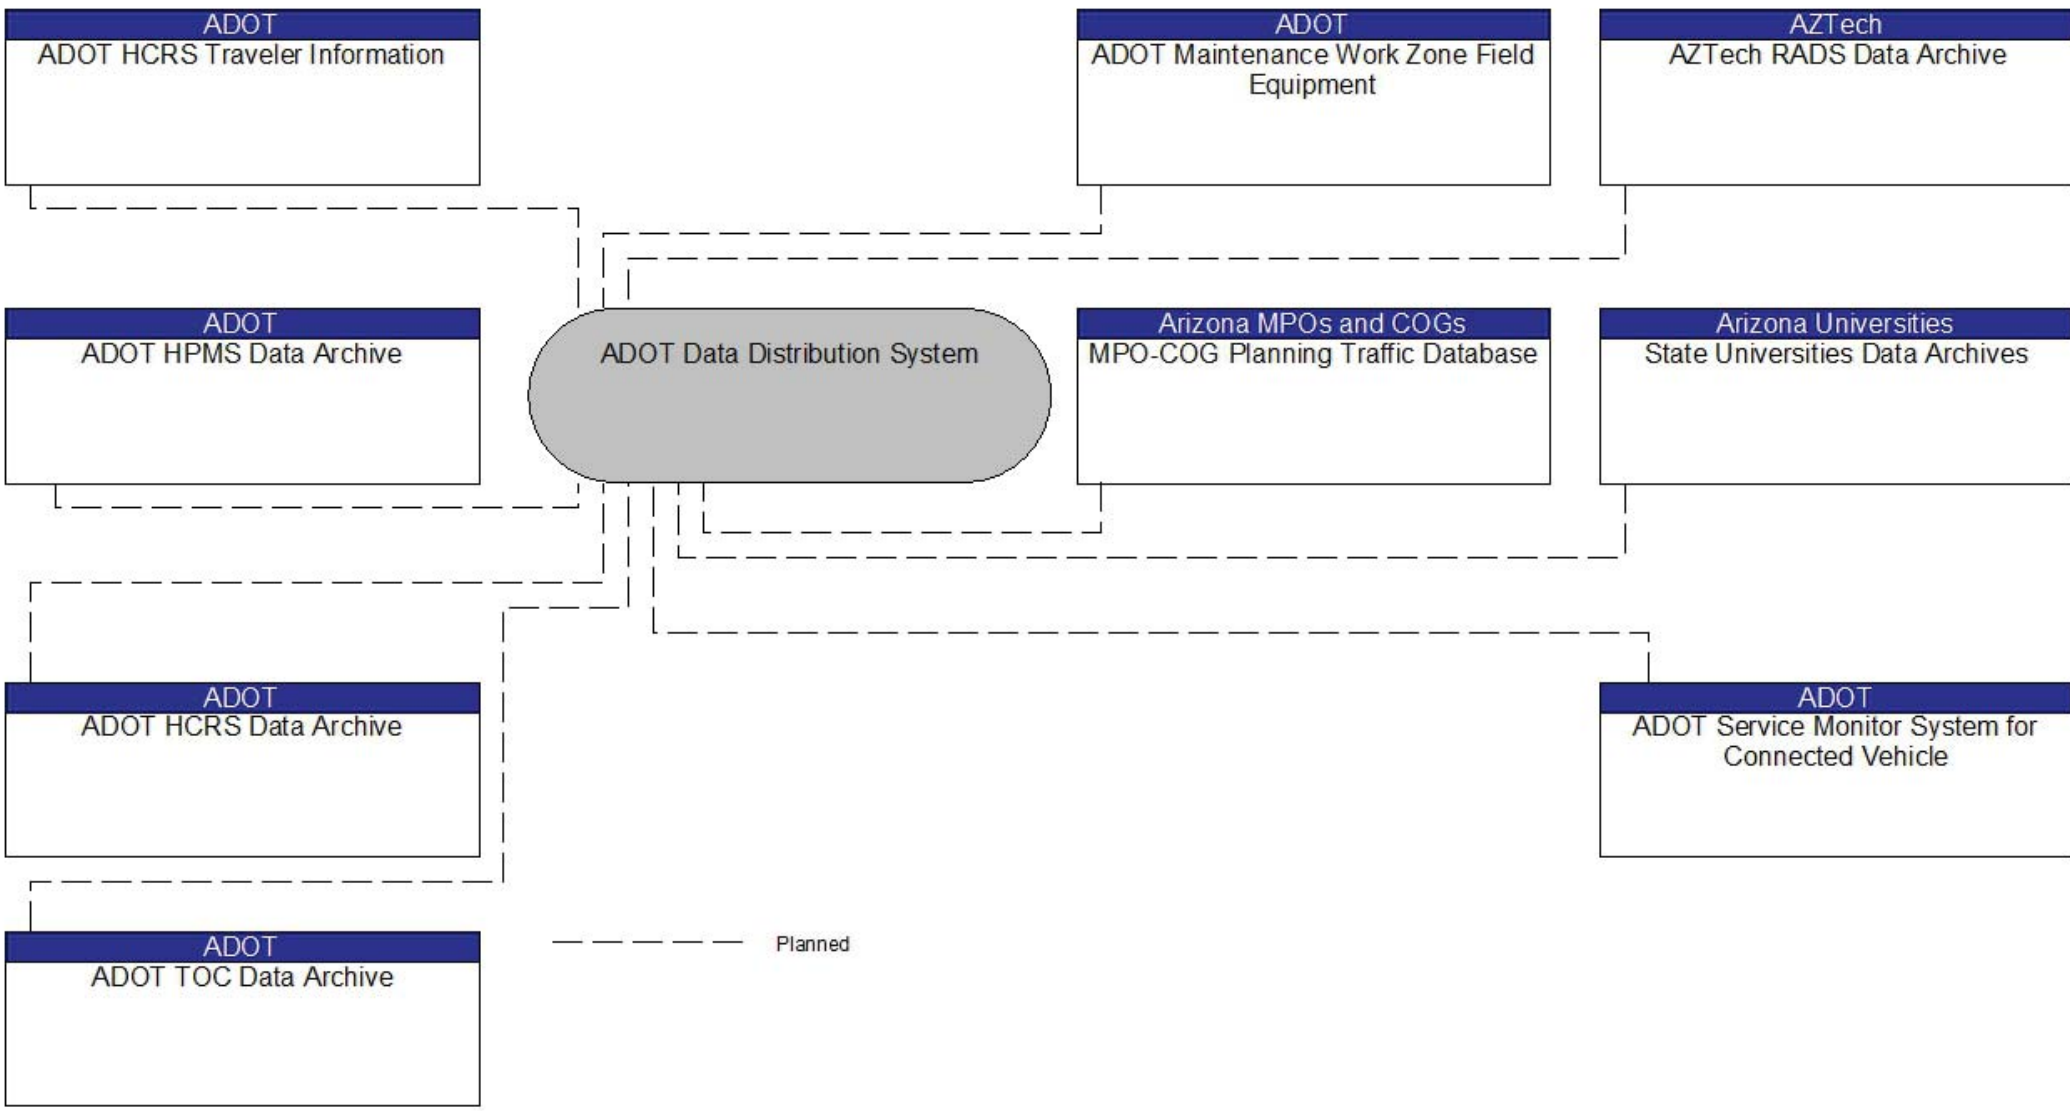 ADOT
ADOT HCRS Traveler Information
ADOT
ADOT Maintenance Work Zone Field
Equipment
AZTech
AZTech RADS Data Archive
ADOT
ADOT HPMS Data Archive
ADOT Data Distribution System
Arizona MPOs and COGs
MPO-COG Planning Traffic Database
Arizona Universities
State Universities Data Archives
ADOT
ADOT HCRS Data Archive
ADOT
ADOT Service Monitor System for
Connected Vehicle
ADOT
ADOT TOC Data Archive
Planned